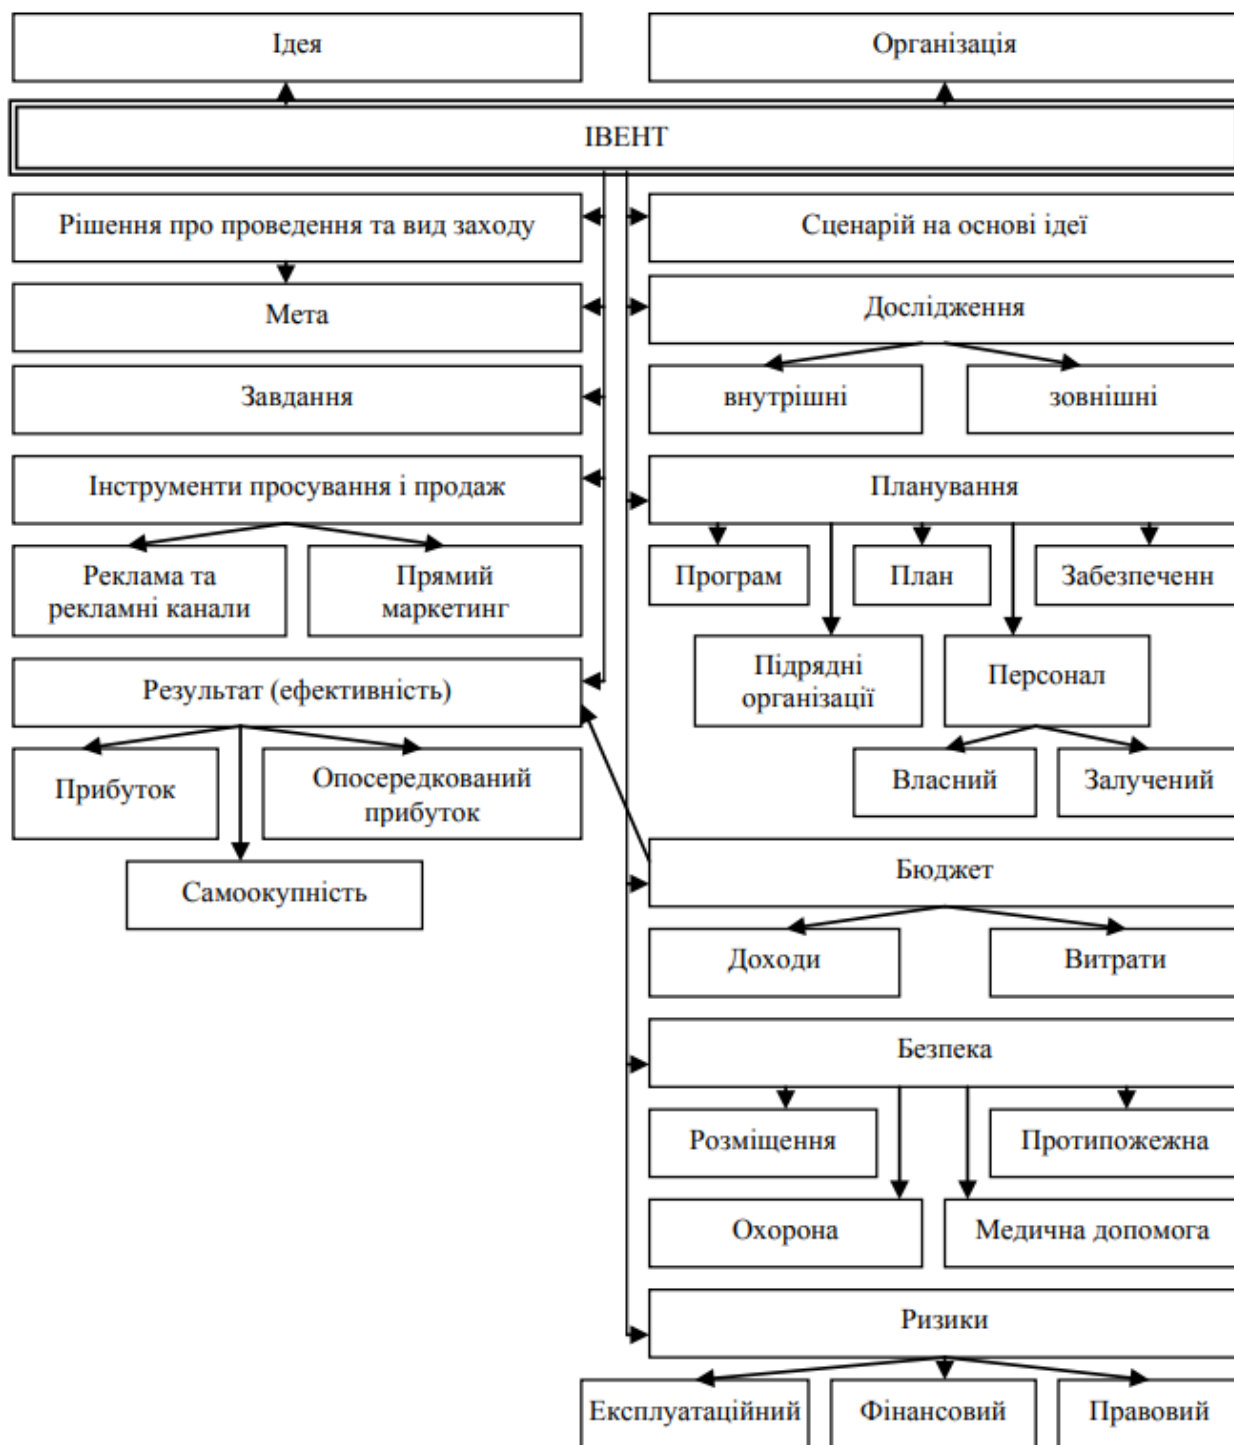 Ідея
Організація
ІВЕНТ
Рішення про проведення та вид заходу
Сценарій на основі ідеї
Мета
Дослідження
Завдання
внутрішні
зовнішні
Інструменти просування і продаж
Планування
Реклама та
рекламні канали
Прямий
маркетинг
Програм
План
Забезпеченн
Підрядні
організації
Персонал
Результат (ефективність)
Власний
Залучений
Прибуток
Опосередкований
прибуток
Самоокупність
Бюджет
Доходи
Витрати
Безпека
Розміщення
Протипожежна
Охорона
Медична допомога
Ризики
Експлуатаційний
Фінансовий
Правовий